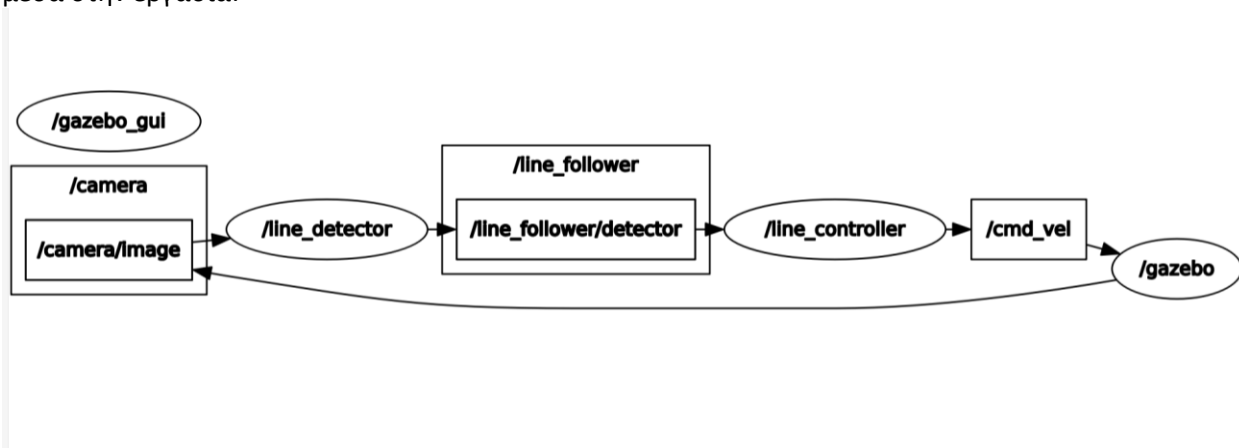 /gazebo_gui
/camera
/camera/image
/line_detector
/line_follower
/line_follower/detector
/line_controller
/cmd_vel
/gazebo